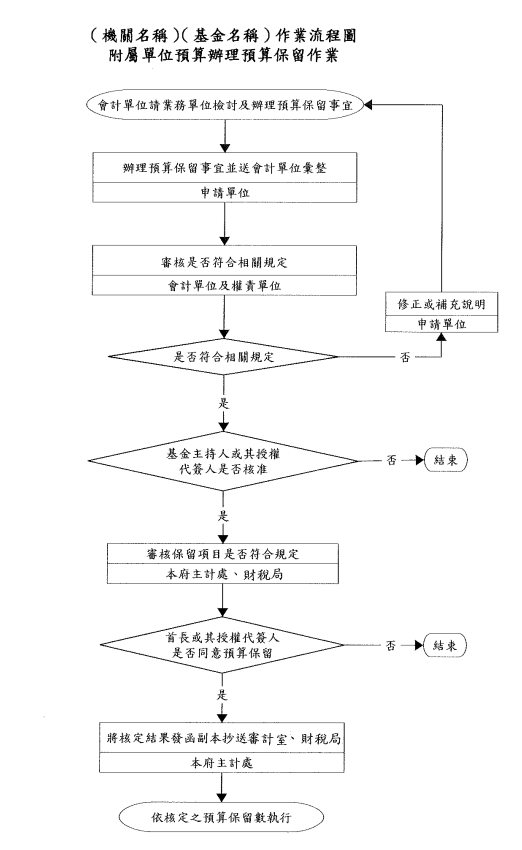 （機關名稱）（基金名稱）作業流程圖
附屬單位預算辦理預算保留作業
會計單位請業務單位檢討及辦理預算保留事宜
辦理預算保留事宜並送會計單位彙整
申請單位
審核是否符合相關規定
會計單位及權責單位
修正或補充說明
申請單位
是否符合相關規定
否
是
基金主持人或其授權
代簽人是否核准
否
結束
是
審核保留項目是否符合規定
本府主計處、財稅局
首長或其授權代簽人
是否同意預算保留
否
結束
是
將核定結果發函副本抄送審計室、財稅局
本府主計處
依核定之預算保留數執行